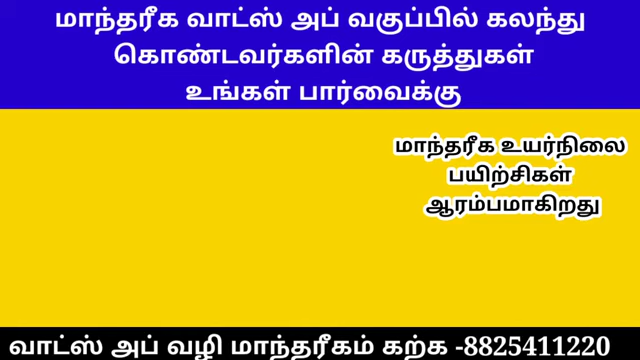 மாந்தரீக வாட்ஸ் அப் வகுப்பில் கலந்து
கொண்டவர்களின் கருத்துகள்
உங்கள் பார்வைக்கு
மாந்தரீக உயர்நிலை
பயிற்சிகள்
ஆரம்பமாகிறது
வாட்ஸ் அப் வழி மாந்தரீகம் கற்க -8825411220